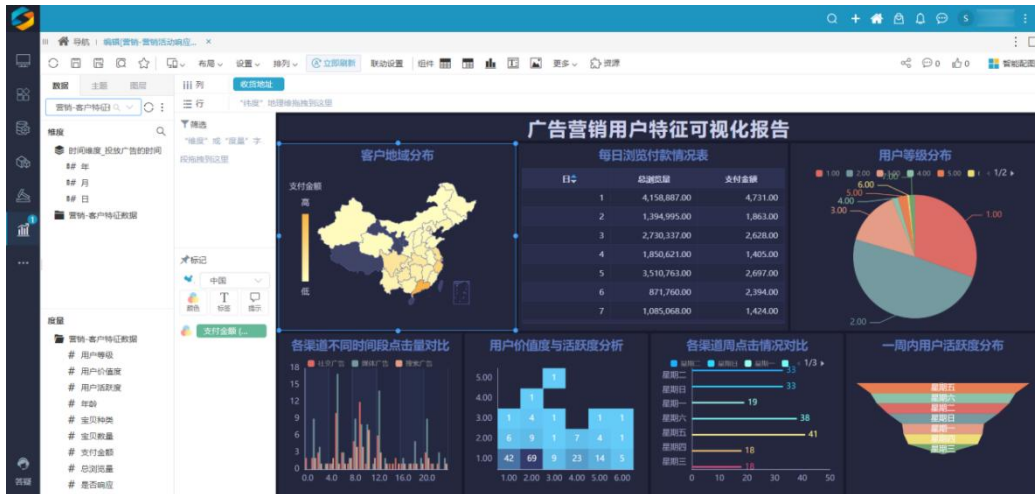 S
导航 | 编辑[营销-营销活动响应... ×
布局 设置 排列 立即刷新 联动设置 组件 更多 资源 0 0 智能配图
数据 主题 图层
营销-客户特征数
维度
时间维度_投放广告的时间
# 年
# 月
# 日
营销-客户特征数据
度量
营销-客户特征数据
# 用户等级
# 用户价值度
# 用户活跃度
# 年龄
# 宝贝种类
# 宝贝数量
# 支付金额
# 总浏览量
# 是否响应
答疑
列 收货地址
行 "纬度" 地理维拖拽到这里
筛选
"维度" 或 "度量" 字
段拖拽到这里
标记
中国
颜色 标签 提示
支付金额 (...
广告营销用户特征可视化报告
客户地域分布
支付金额
高
低
每日浏览付款情况表
日 总浏览量 支付金额
1 4,158,887.00 4,731.00
2 1,394,995.00 1,863.00
3 2,730,337.00 2,628.00
4 1,850,621.00 1,405.00
5 3,510,763.00 2,697.00
6 871,760.00 2,394.00
7 1,085,068.00 1,424.00
用户等级分布
1.00 2.00 3.00 4.00 5.00 1/2
6.00
5.00
4.00
3.00
1.00
2.00
各渠道不同时间段点击量对比
社交广告 媒体广告 搜索广告
18
15
12
9
6
3
0
0.0 4.0 8.0 12.0 16.0 20.0
用户价值度与活跃度分析
5.00 1
4.00 1
3.00 1 4 1 1 1
2.00 6 9 1 7 4 1
1.00 42 69 9 23 14 5
1.00 2.00 3.00 4.00 5.00 6.00
各渠道周点击情况对比
星期二 星期日 星期一 1/3
星期二 33
星期日 33
星期一 19
星期六 38
星期五 41
星期四 18
星期三 18
0 10 20 30 40 50
一周内用户活跃度分布
星期五
星期六
星期二
星期日
星期一
星期四
星期三